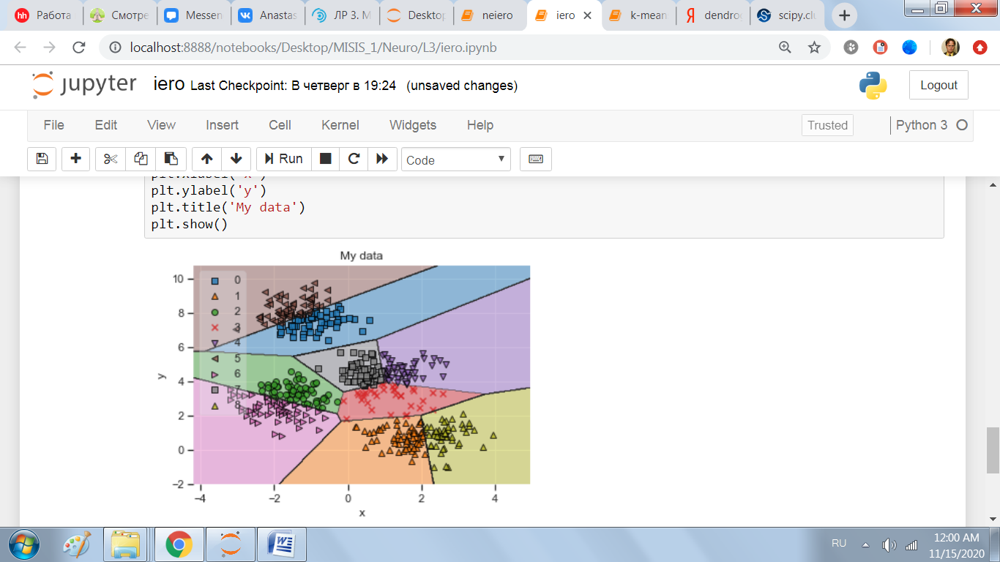 Работа
Смотре
Messen
Anastas
ЛР 3. М
Desktop
neiero
iero
k-mean
dendrog
scipy.clu
localhost:8888/notebooks/Desktop/MISIS_1/Neuro/L3/iero.ipynb
jupyter iero Last Checkpoint: В четверг в 19:24 (unsaved changes)
Logout
File Edit View Insert Cell Kernel Widgets Help
Trusted
Python 3
Run
Code
plt.xlabel('x')
plt.ylabel('y')
plt.title('My data')
plt.show()
My data
10
8
6
4
2
0
−2
y
0
1
2
3
4
5
6
7
8
−4 −2 0 2 4
x
RU
12:00 AM
11/15/2020